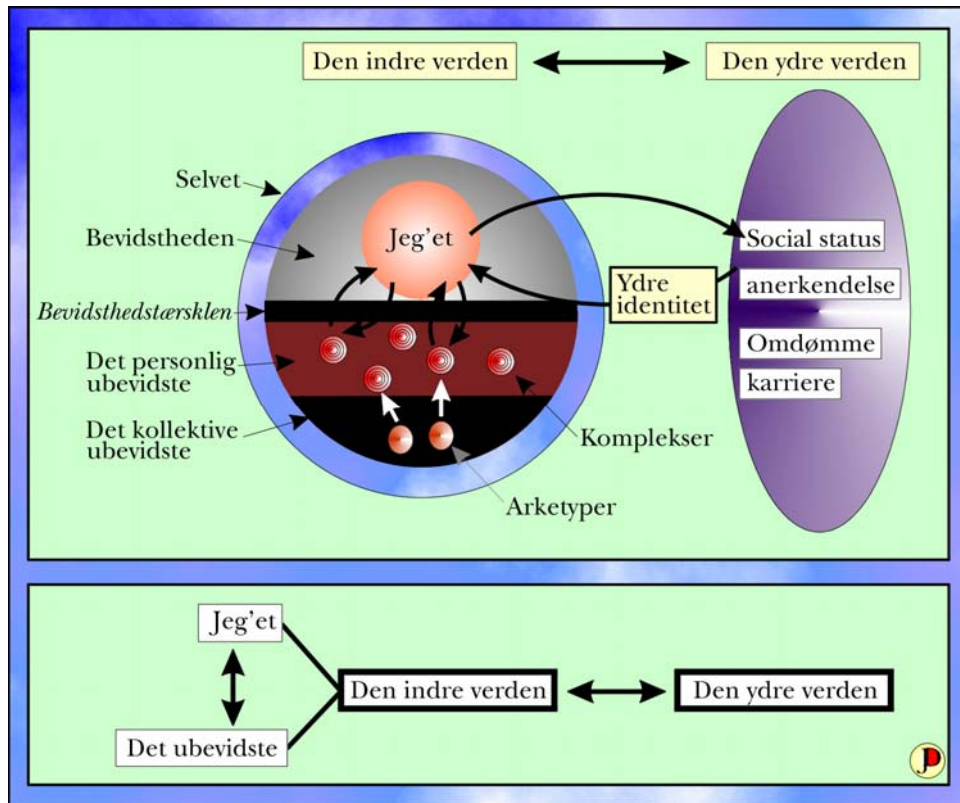 Den indre verden
Den ydre verden
Selvet
Bevidstheden
Jeg'et
Bevidsthedstærsklen
Det personlig
ubevidste
Det kollektive
ubevidste
Komplekser
Arketyper
Ydre
identitet
Social status
anerkendelse
Omdømme
karriere
Jeg'et
Det ubevidste
Den indre verden
Den ydre verden